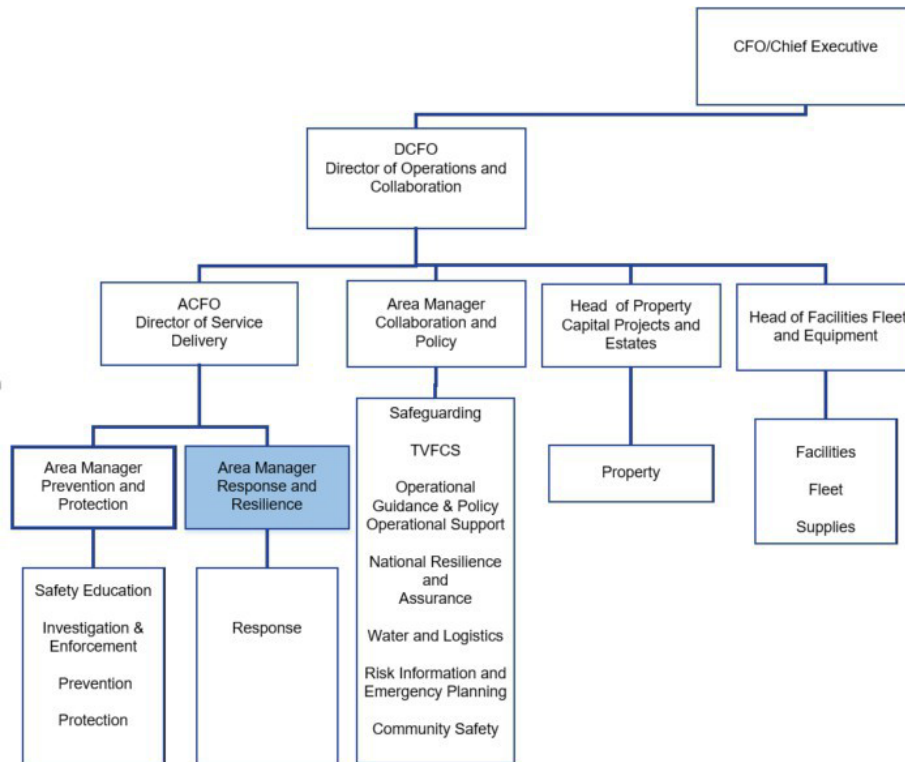 CFO/Chief Executive
DCFO
Director of Operations and
Collaboration
ACFO
Director of Service
Delivery
Area Manager
Collaboration and
Policy
Head of Property
Capital Projects and
Estates
Head of Facilities Fleet
and Equipment
Area Manager
Prevention and
Protection
Area Manager
Response and
Resilience
Safety Education
Investigation &
Enforcement
Prevention
Protection
Response
Safeguarding
TVFCS
Operational
Guidance & Policy
Operational Support
National Resilience
and
Assurance
Water and Logistics
Risk Information and
Emergency Planning
Community Safety
Property
Facilities
Fleet
Supplies